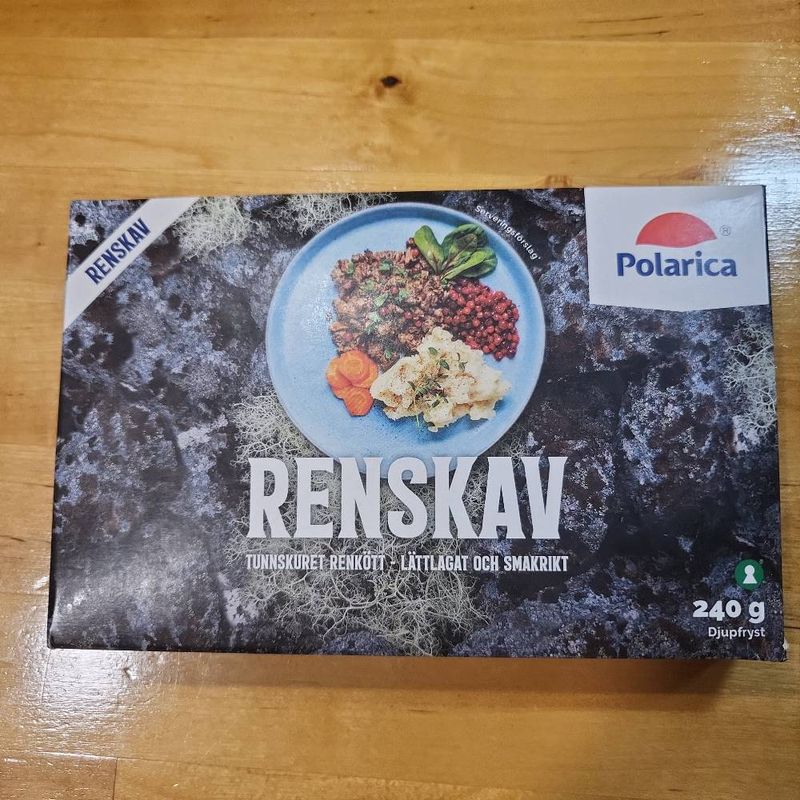 RENSKAV
Serveringsförslag
Polarica
®
RENSKAV
TUNNSKURET RENKÖTT - LÄTTLAGAT OCH SMAKRIKT
240 g
Djupfryst